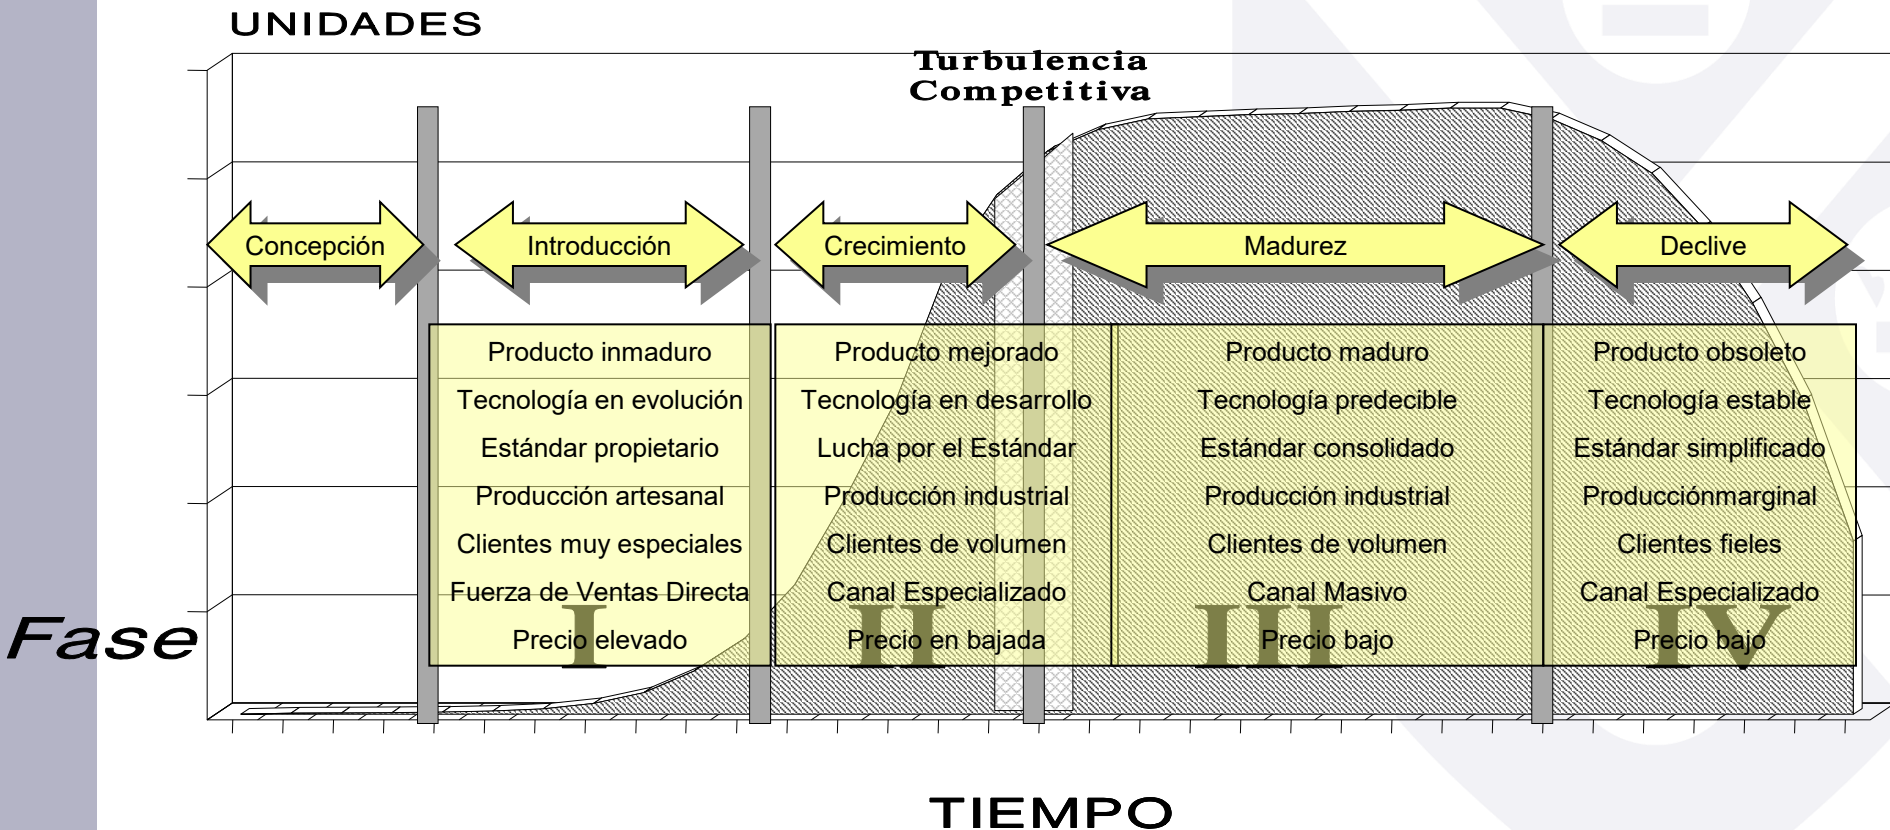 UNIDADES
Turbulencia
Competitiva
Concepción
Introducción
Crecimiento
Madurez
Declive
Producto inmaduro
Tecnología en evolución
Estándar propietario
Producción artesanal
Clientes muy especiales
Fuerza de Ventas Directa
Precio elevado
Producto mejorado
Tecnología en desarrollo
Lucha por el Estándar
Producción industrial
Clientes de volumen
Canal Especializado
Precio en bajada
Producto maduro
Tecnología predecible
Estándar consolidado
Producción industrial
Clientes de volumen
Canal Masivo
Precio bajo
Producto obsoleto
Tecnología estable
Estándar simplificado
Producciónmarginal
Clientes fieles
Canal Especializado
Precio bajo
Fase
I
II
III
IV
TIEMPO